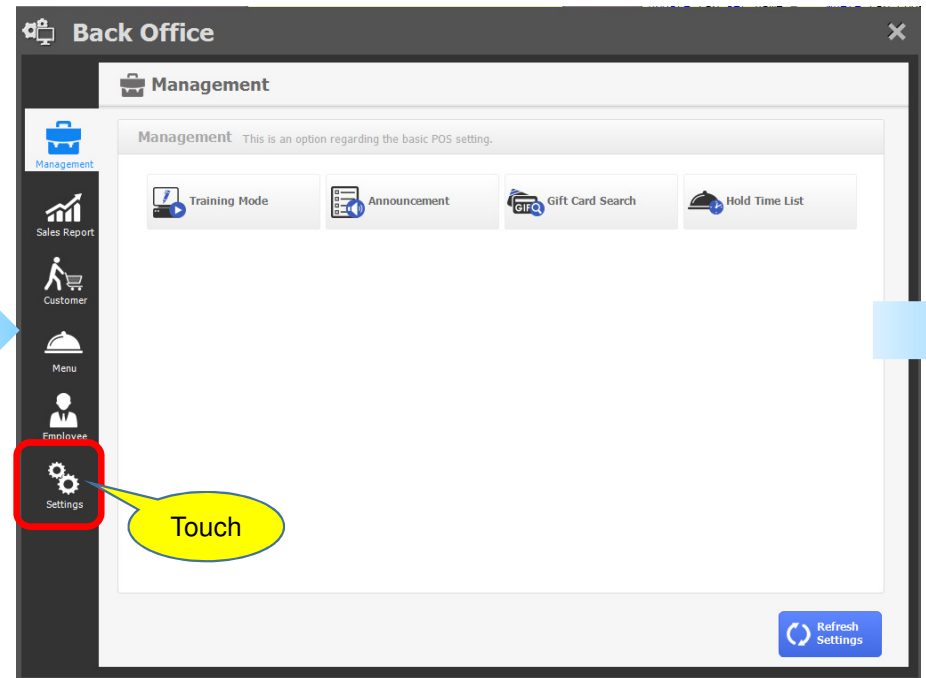 Back Office
Management
Management This is an option regarding the basic POS setting.
Management
Training Mode
Announcement
GIF
Gift Card Search
Hold Time List
Sales Report
Customer
Menu
Employee
Settings
Touch
Refresh
Settings